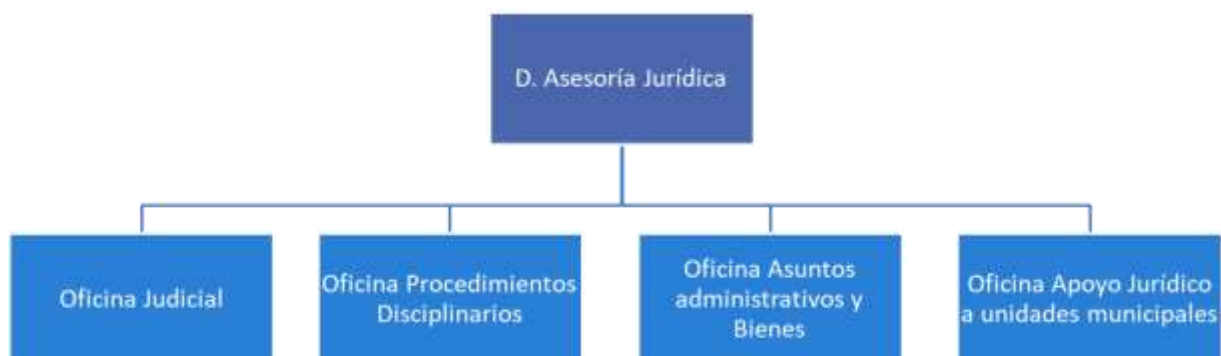 D. Asesoría Jurídica
Oficina Judicial
Oficina Procedimientos
Disciplinarios
Oficina Asuntos
administrativos y
Bienes
Oficina Apoyo Jurídico
a unidades municipales